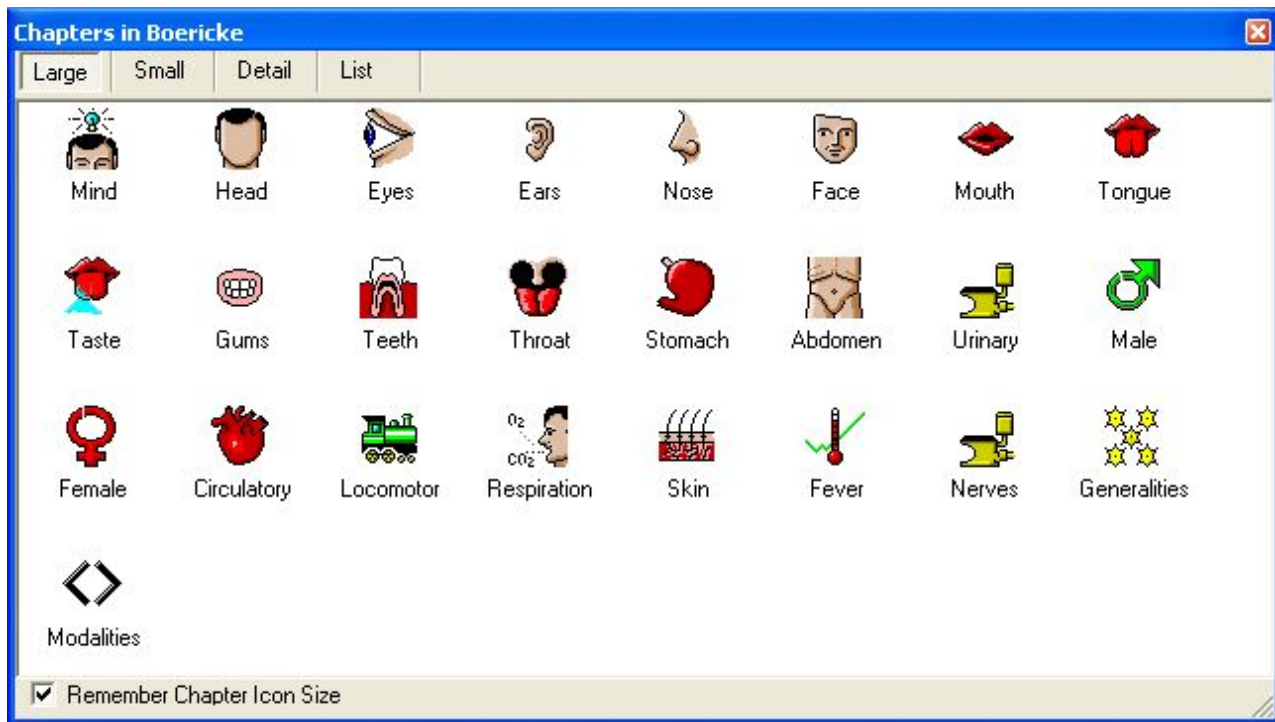 Chapters in Boericke
Large Small Detail List
Mind Head Eyes Ears Nose Face Mouth Tongue
Taste Gums Teeth Throat Stomach Abdomen Urinary Male
O2
CO2
Female Circulatory Locomotor Respiration Skin Fever Nerves Generalities
Modalities
Remember Chapter Icon Size